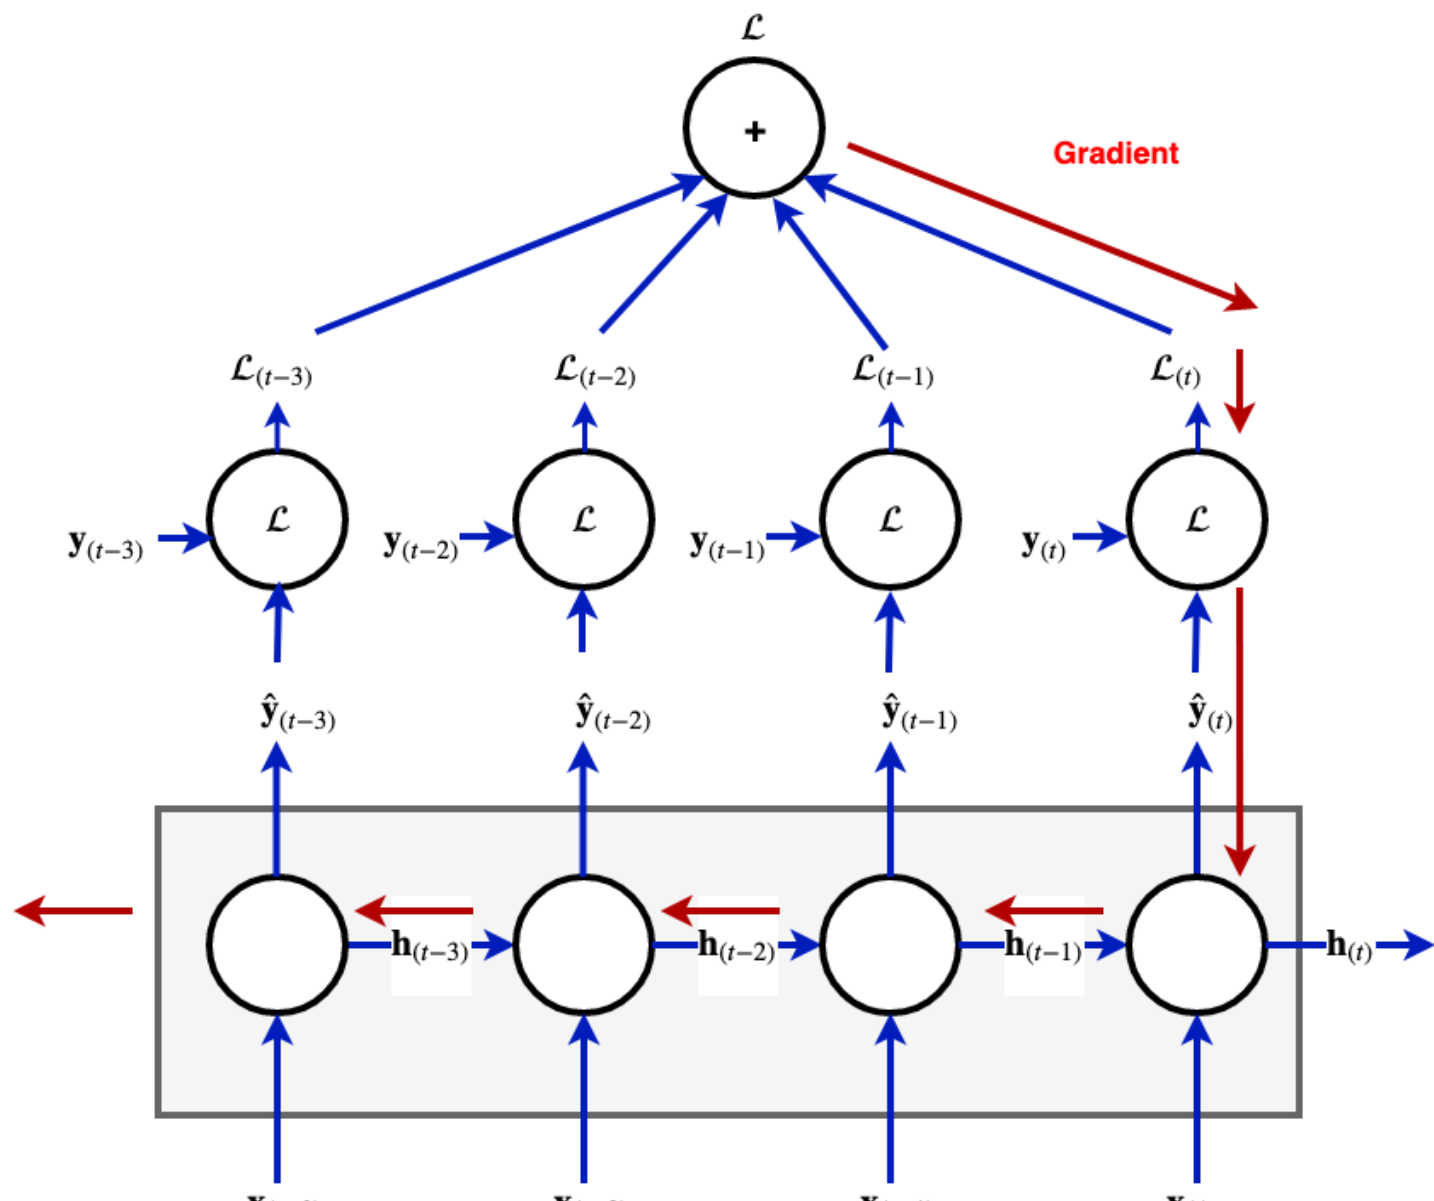 ℒ
+
Gradient
ℒ(t−3) ℒ(t−2) ℒ(t−1) ℒ(t)
y(t−3) ℒ y(t−2) ℒ y(t−1) ℒ y(t) ℒ
ŷ(t−3) ŷ(t−2) ŷ(t−1) ŷ(t)
h(t−3) h(t−2) h(t−1) h(t)